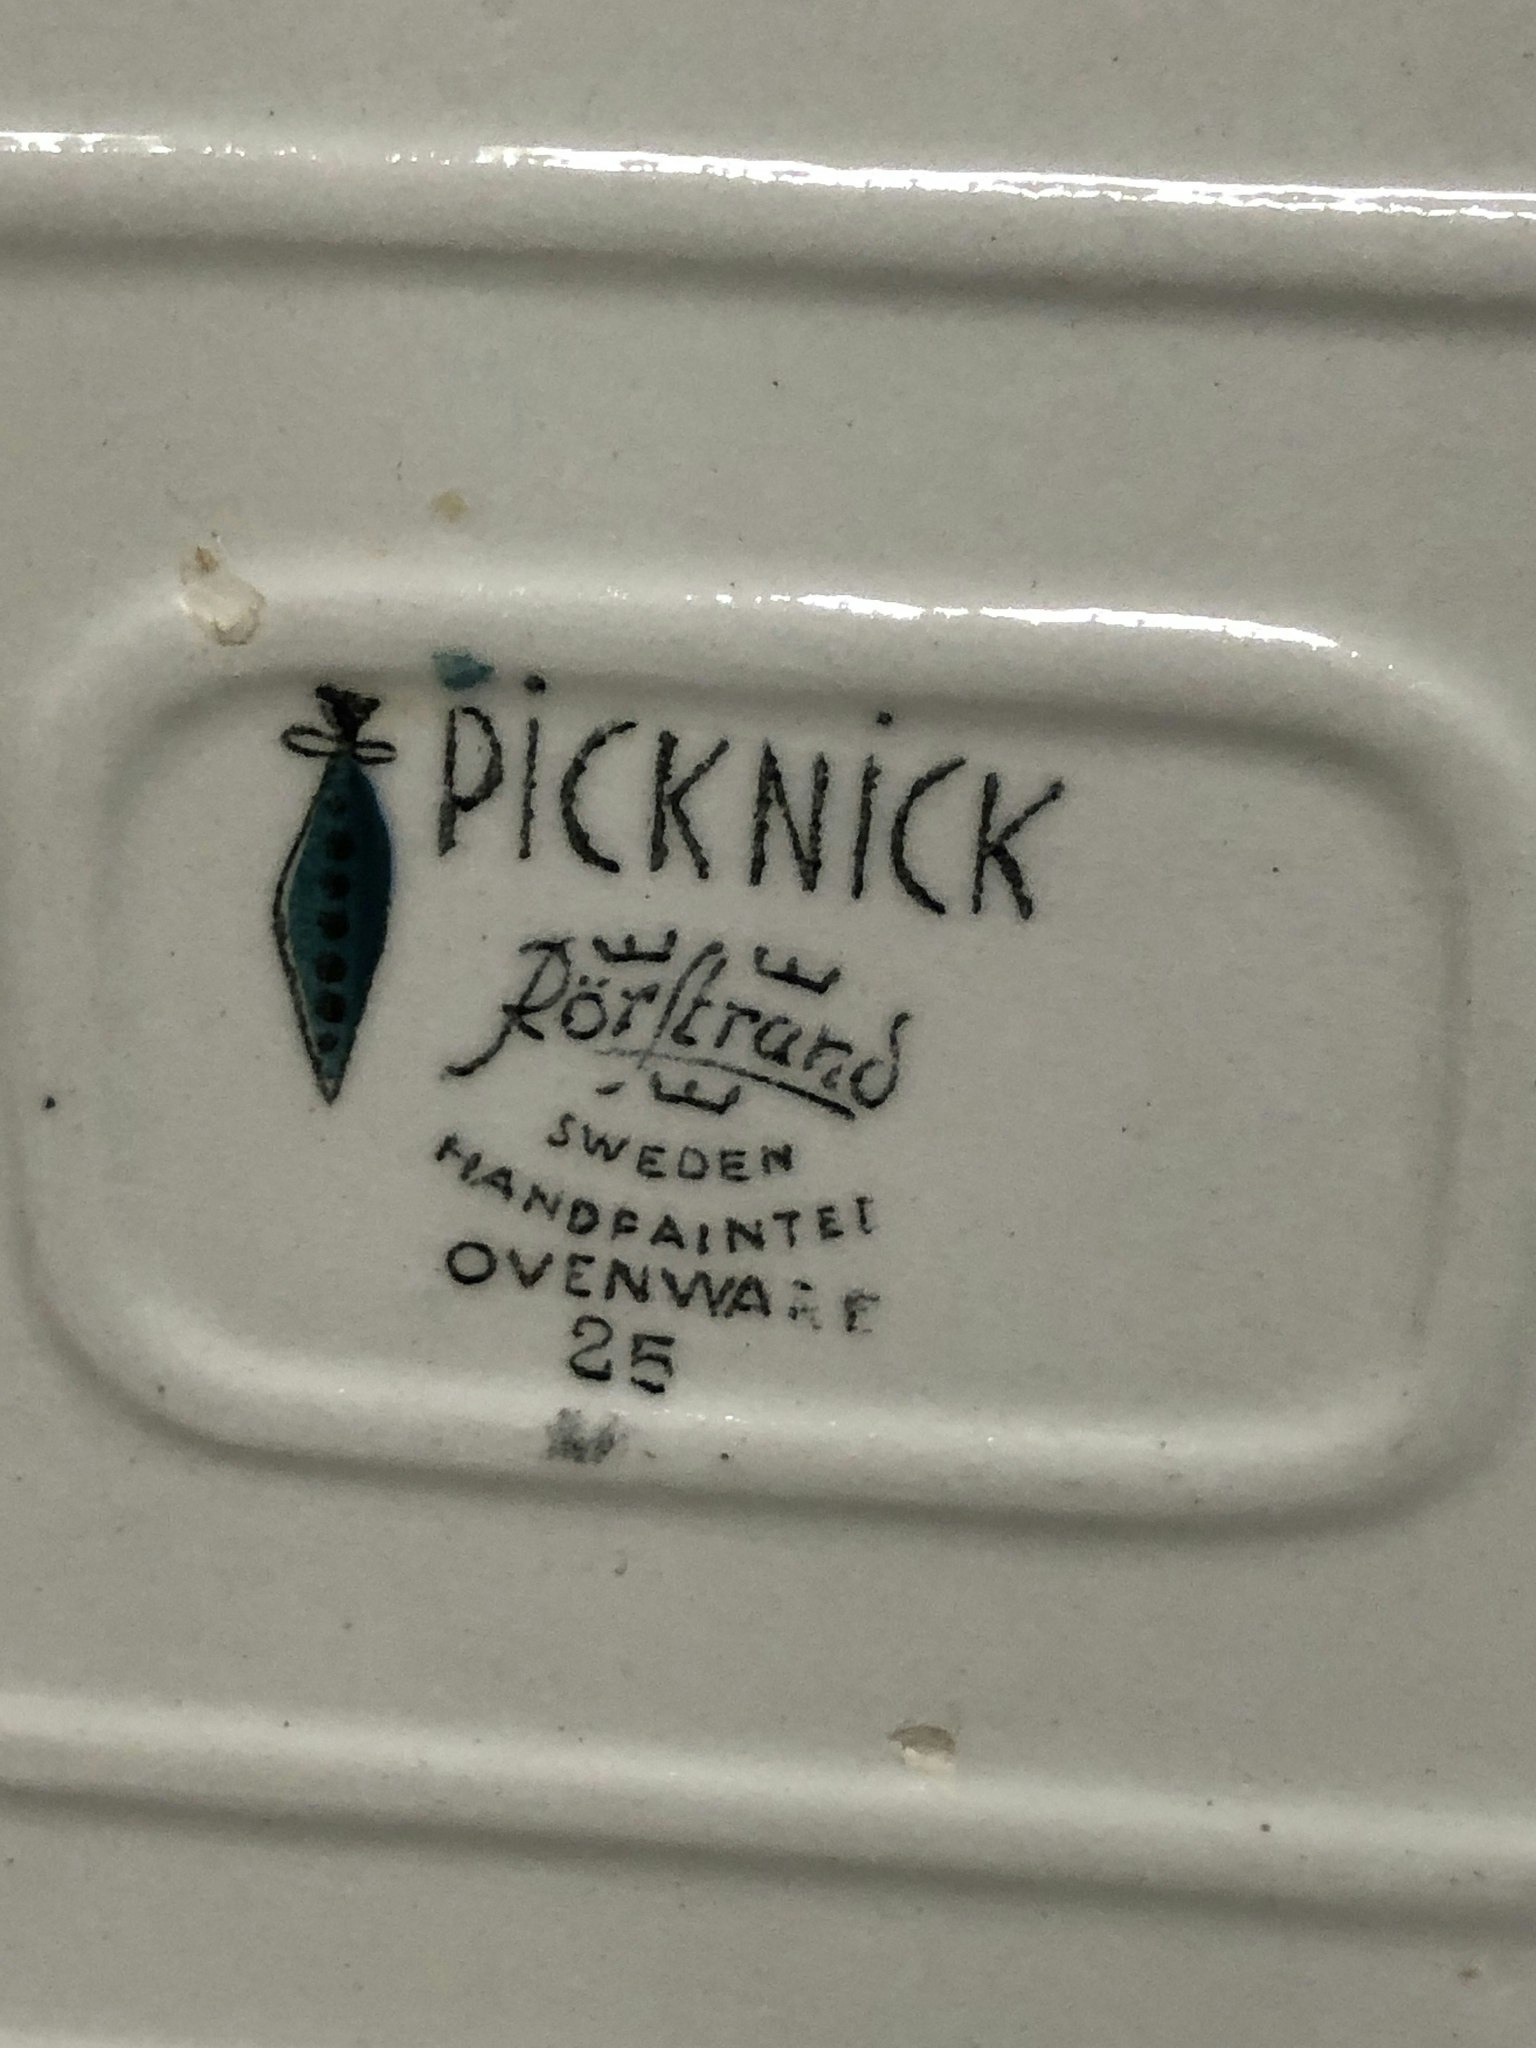 PiCKNiCK
Rörstrand
SWEDEN
HANDPAINTED
OVENWARE
25